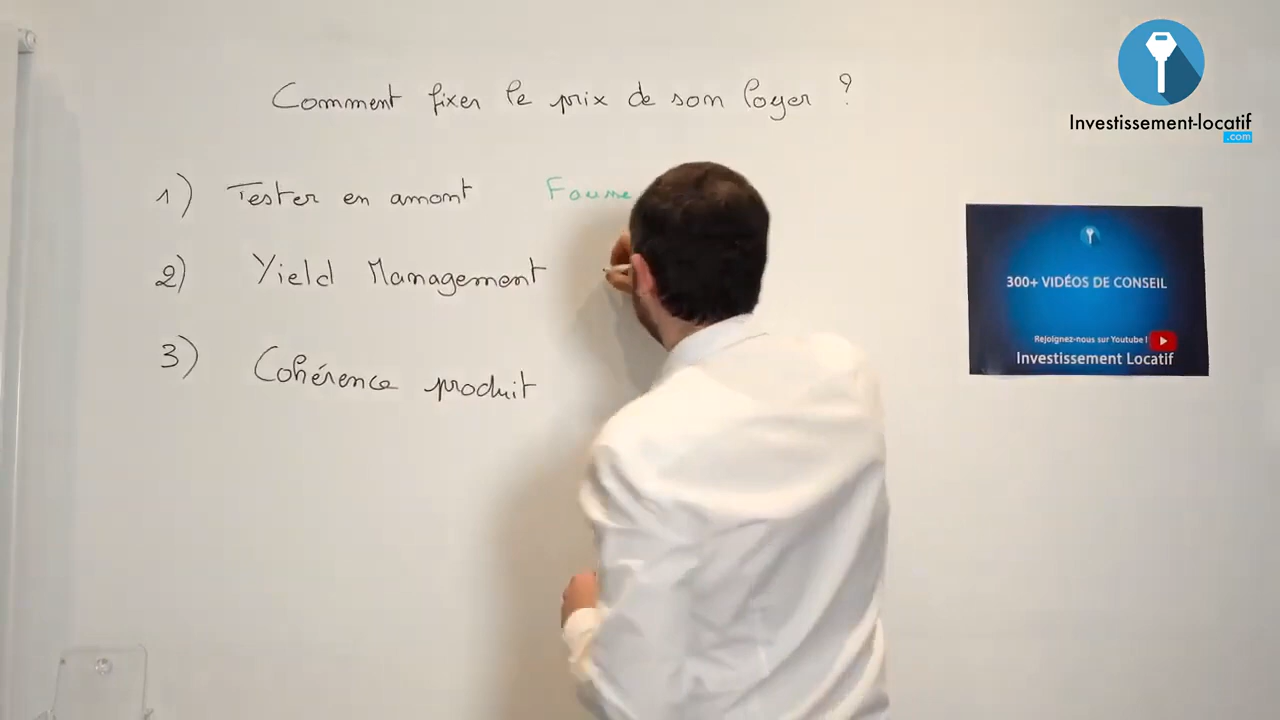 Comment fixer le prix de son loyer ?
1) Tester en amont
2) Yield Management
3) Cohérence produit
Investissement-locatif
.com
300+ VIDÉOS DE CONSEIL
Rejoignez-nous sur Youtube !
Investissement Locatif